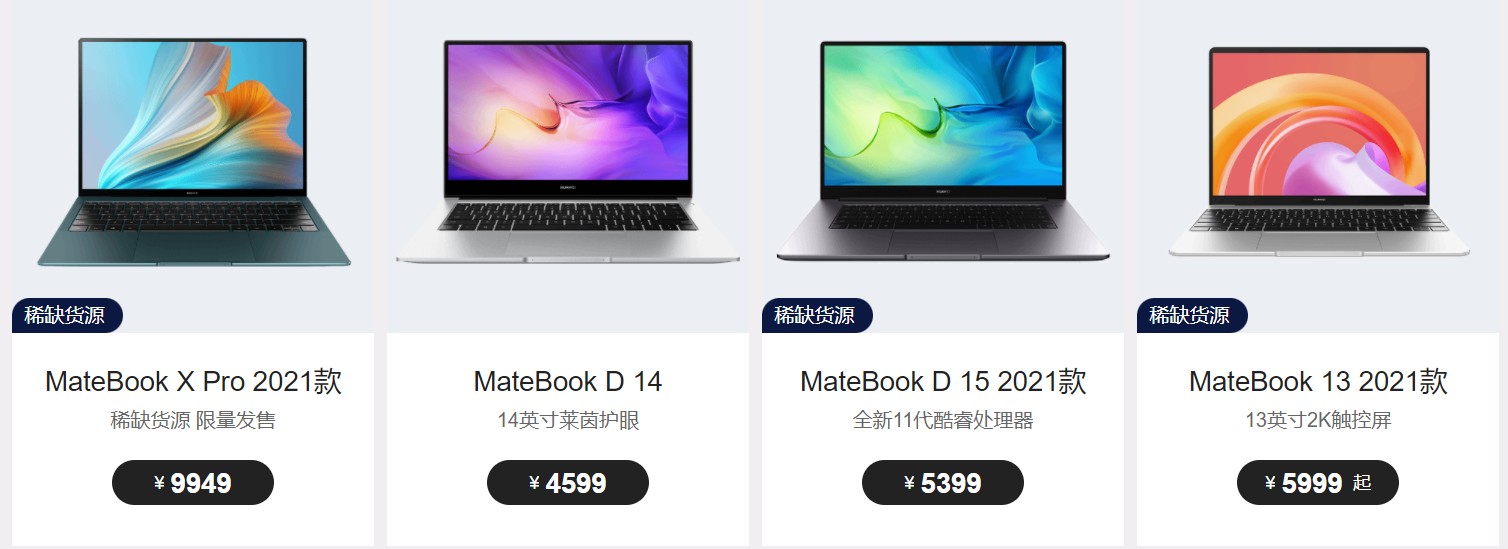 稀缺货源
MateBook X Pro 2021款
稀缺货源 限量发售
¥ 9949
HUAWEI
MateBook D 14
14英寸莱茵护眼
¥ 4599
HUAWEI
稀缺货源
MateBook D 15 2021款
全新11代酷睿处理器
¥ 5399
稀缺货源
MateBook 13 2021款
13英寸2K触控屏
¥ 5999 起